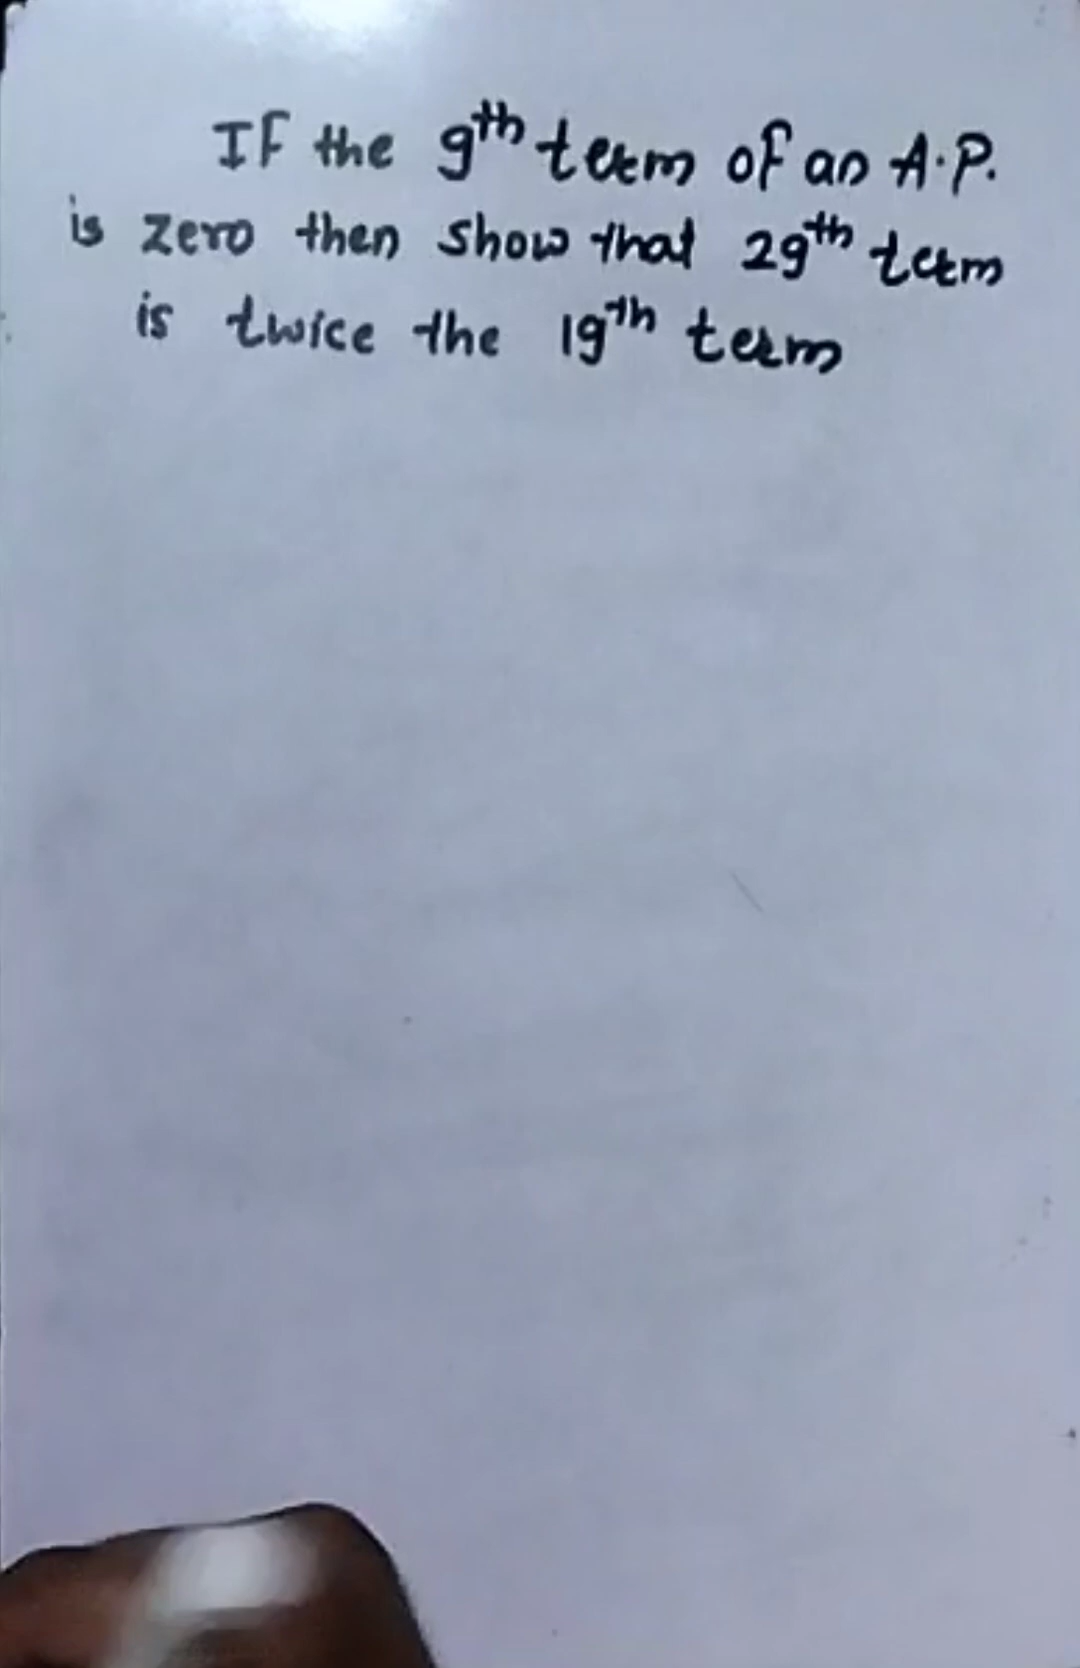 If the 9th term of an A.P.
is zero then show that 29th term
is twice the 19th term